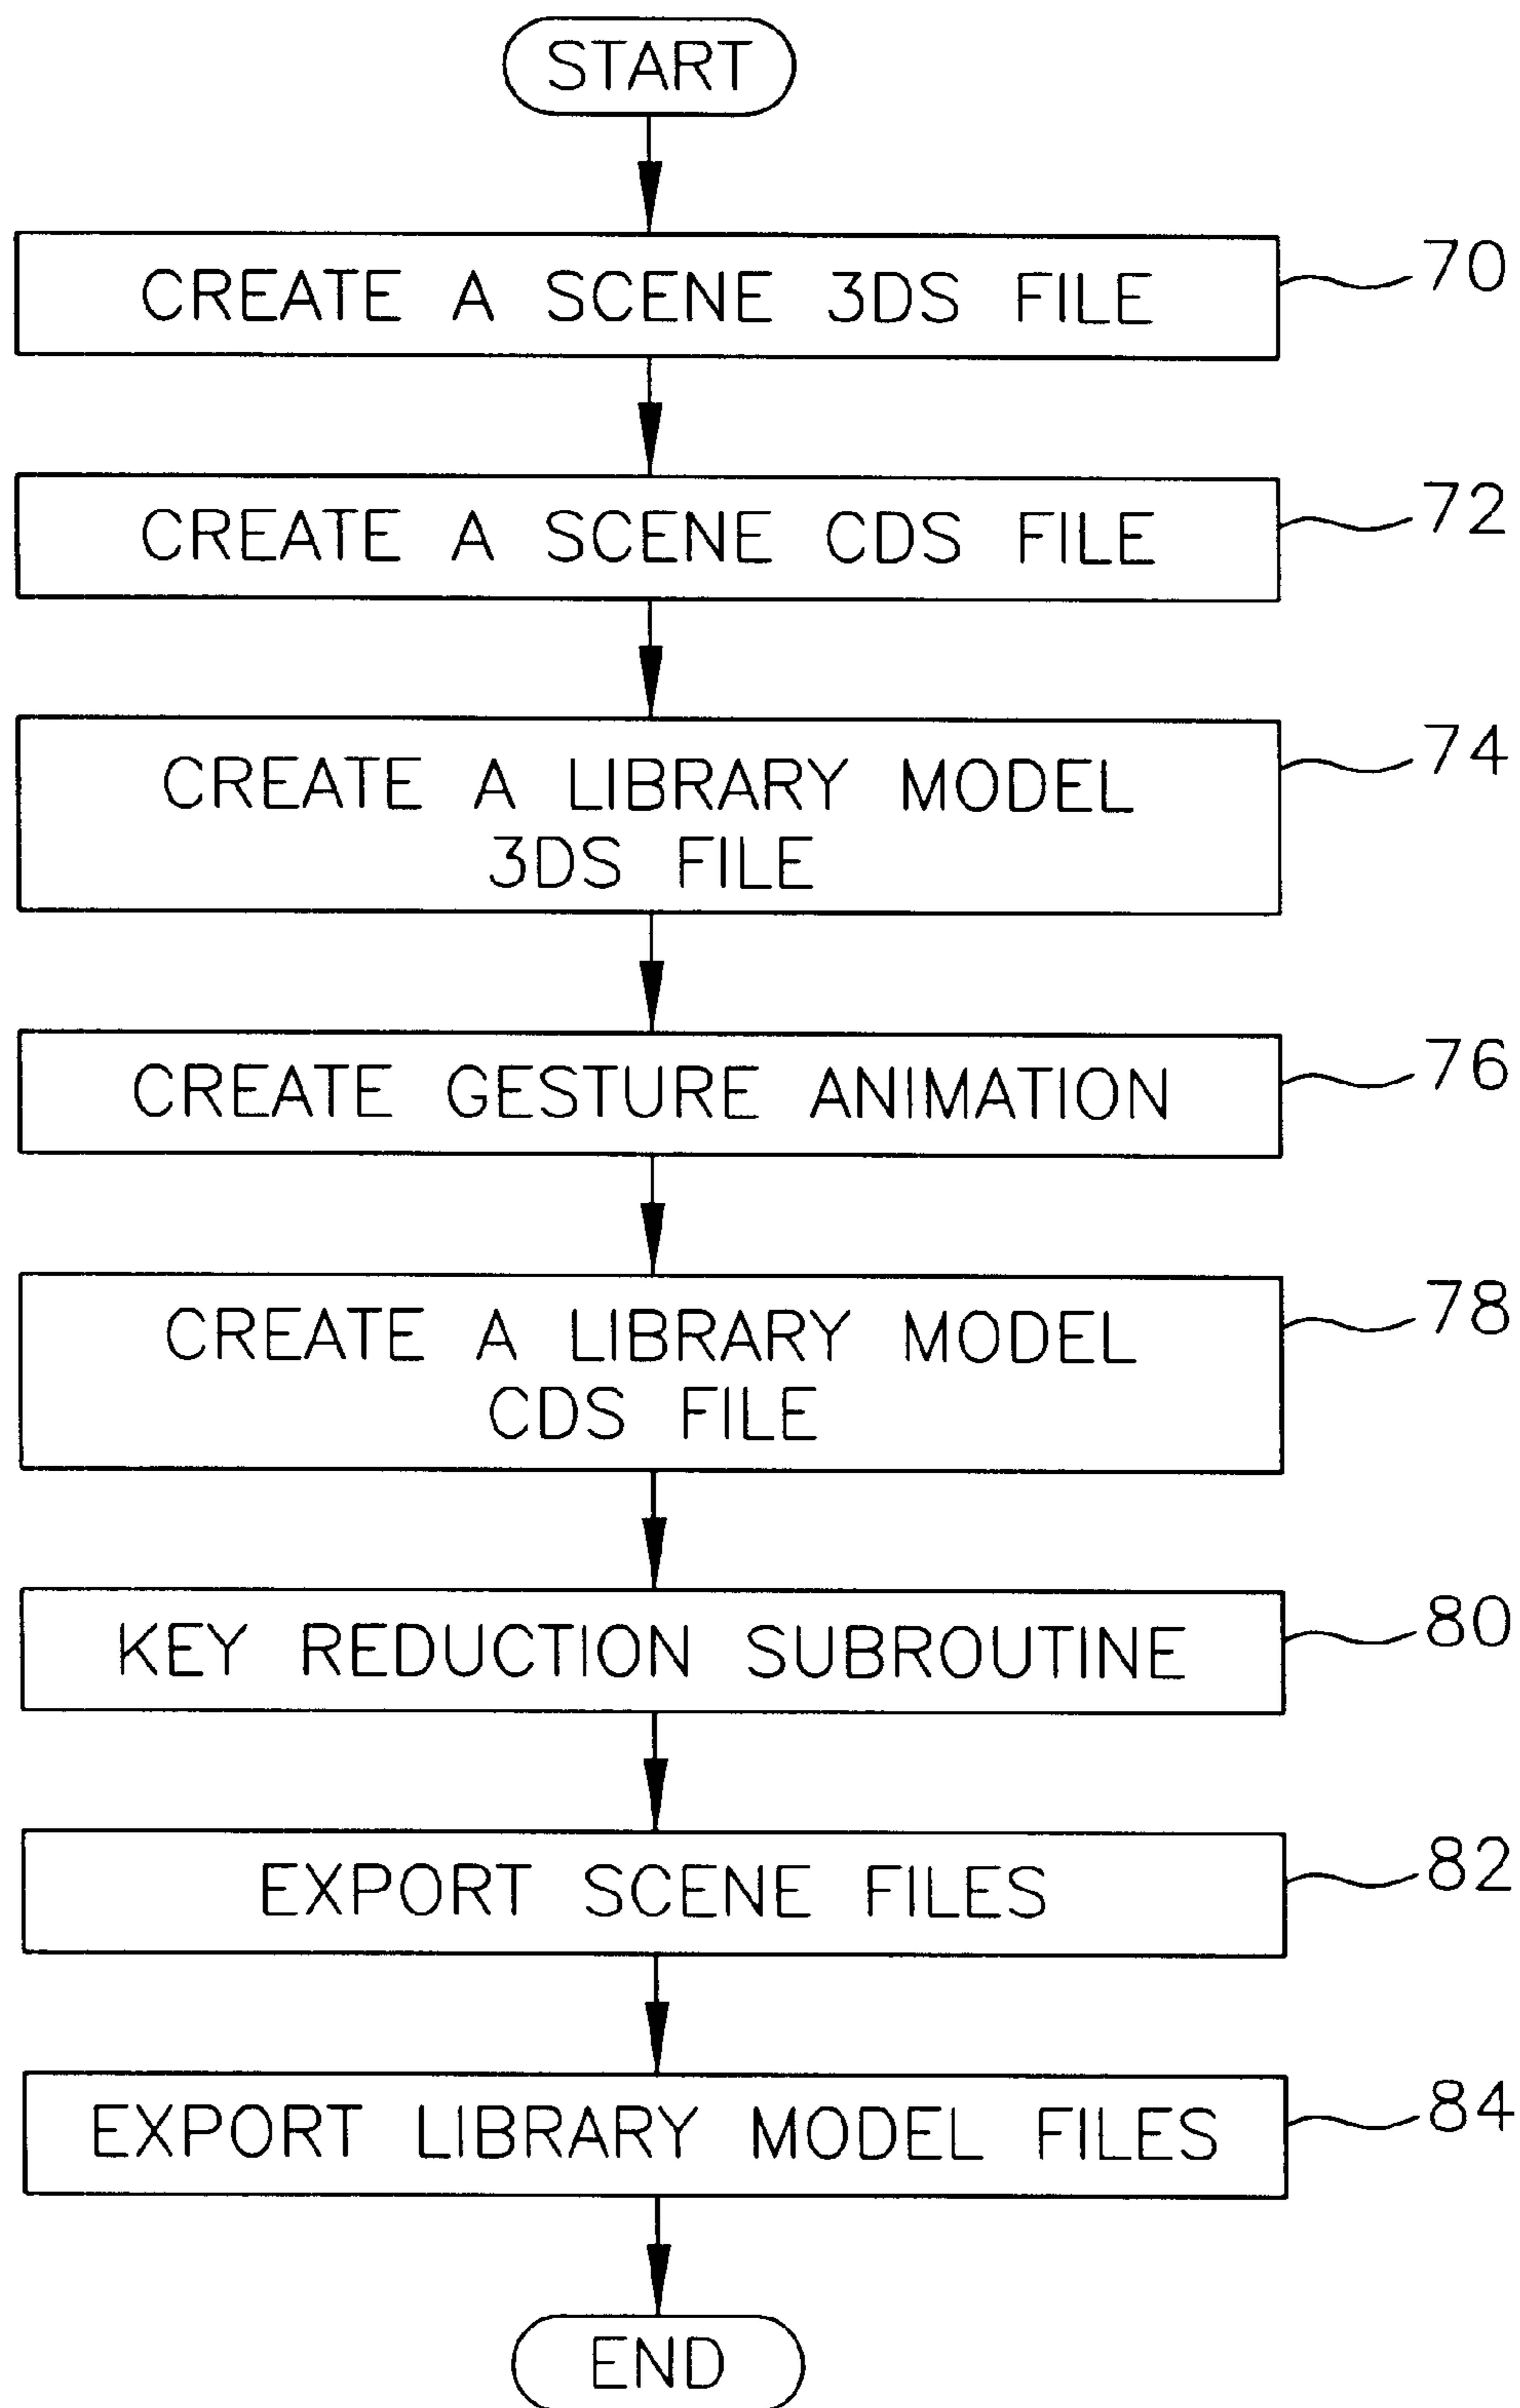 START
CREATE A SCENE 3DS FILE 70
CREATE A SCENE CDS FILE 72
CREATE A LIBRARY MODEL 74
3DS FILE
CREATE GESTURE ANIMATION 76
CREATE A LIBRARY MODEL 78
CDS FILE
KEY REDUCTION SUBROUTINE 80
EXPORT SCENE FILES 82
EXPORT LIBRARY MODEL FILES 84
END